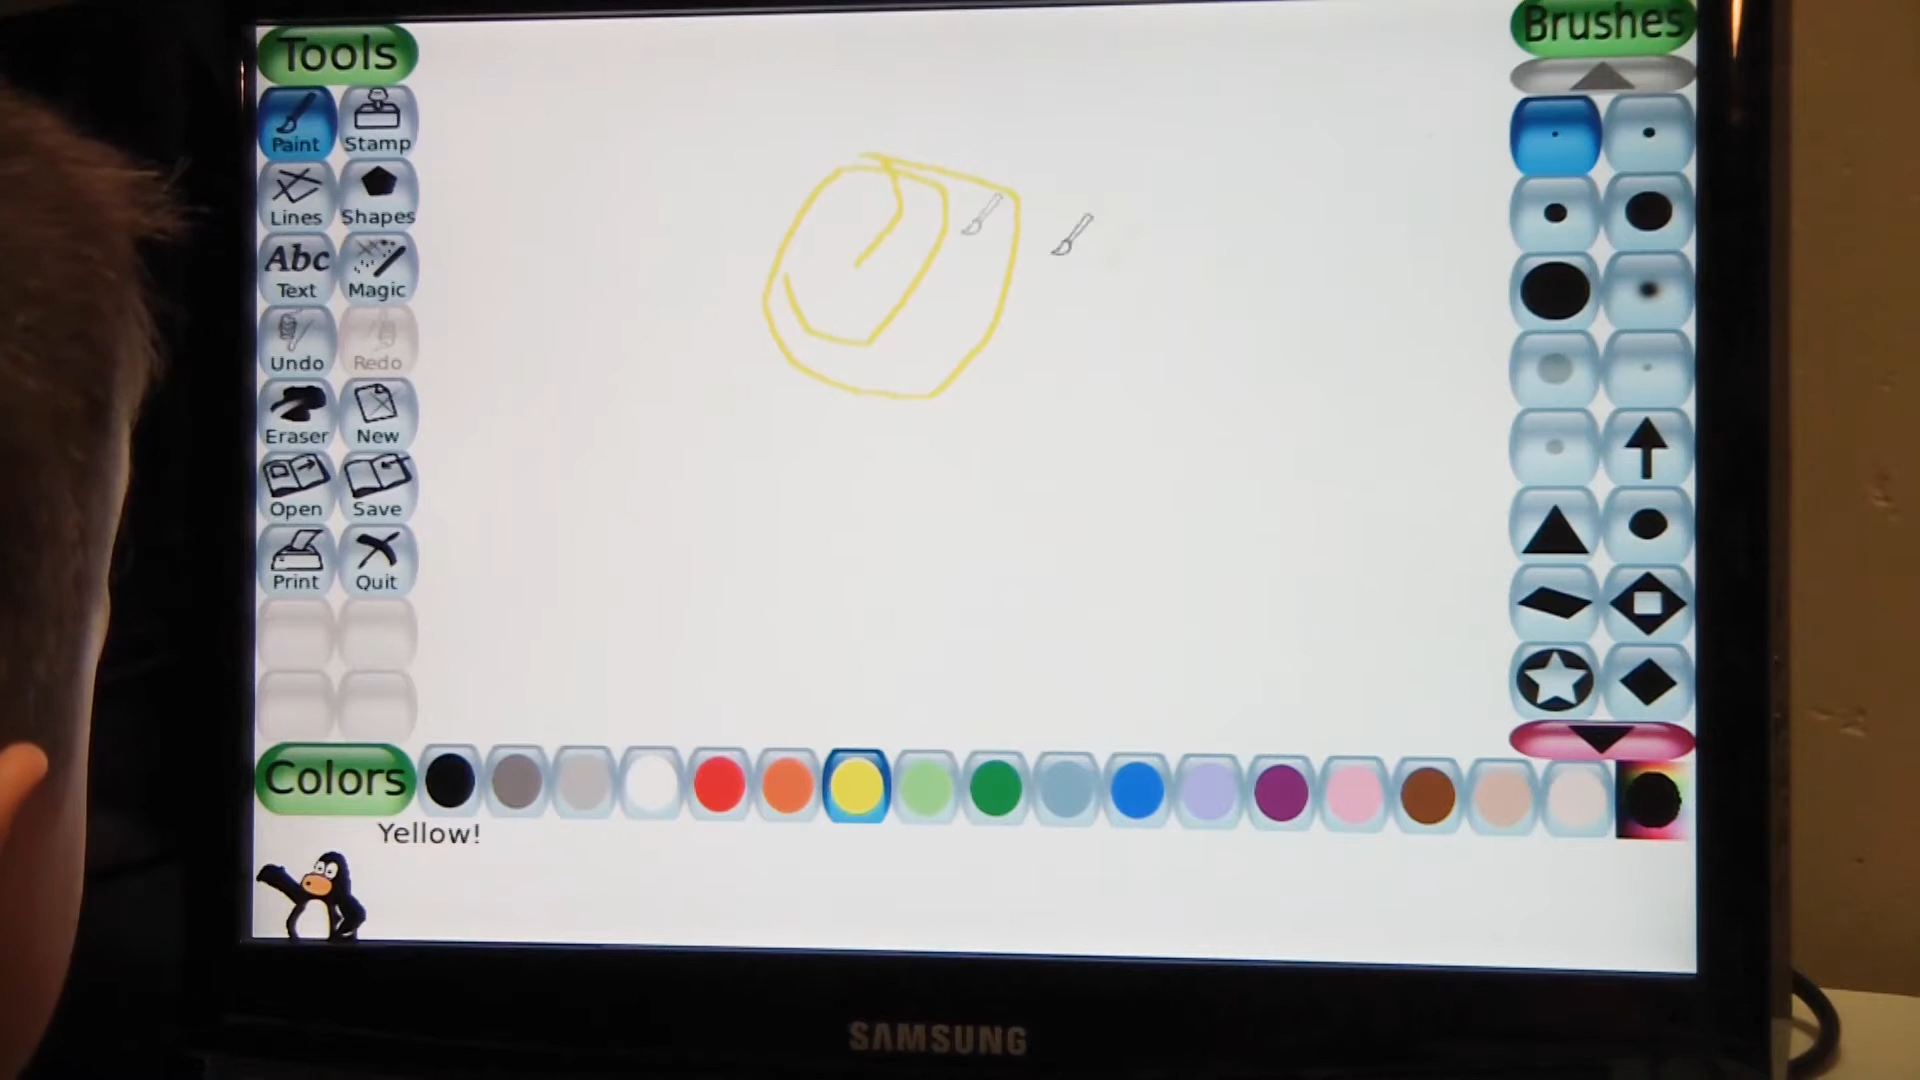 Tools
Brushes
Paint
Stamp
Lines
Shapes
Abc
Text
Magic
Undo
Redo
Eraser
New
Open
Save
Print
Quit
Colors
Yellow!
SAMSUNG